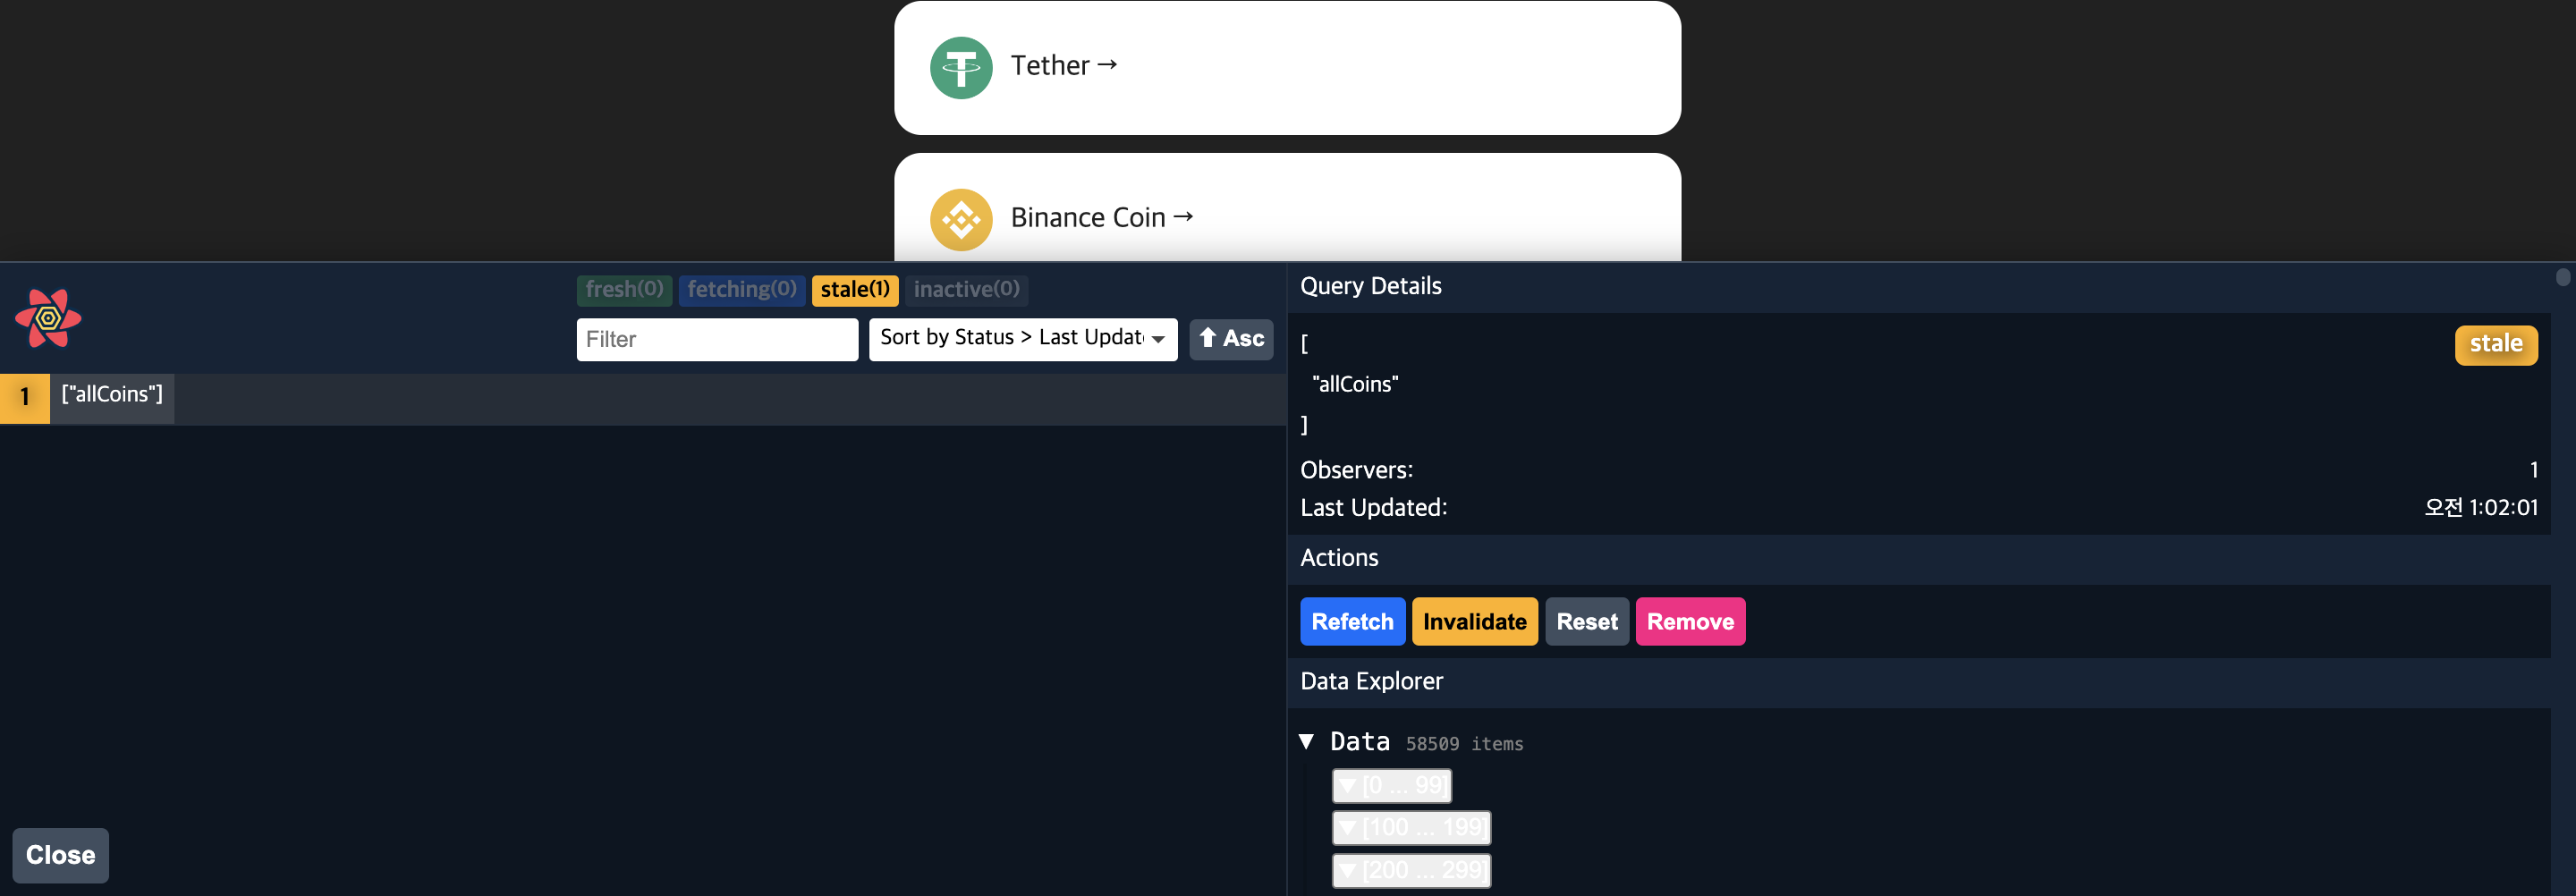 Tether →
Binance Coin →
fresh(0) fetching(0) stale(1) inactive(0)
Filter Sort by Status > Last Updat Asc
1 ["allCoins"]
Close
Query Details
[
"allCoins"
]
stale
Observers: 1
Last Updated: 오전 1:02:01
Actions
Refetch Invalidate Reset Remove
Data Explorer
▼ Data 58509 items
▼ [0 ... 99]
▼ [100 ... 199]
▼ [200 ... 299]